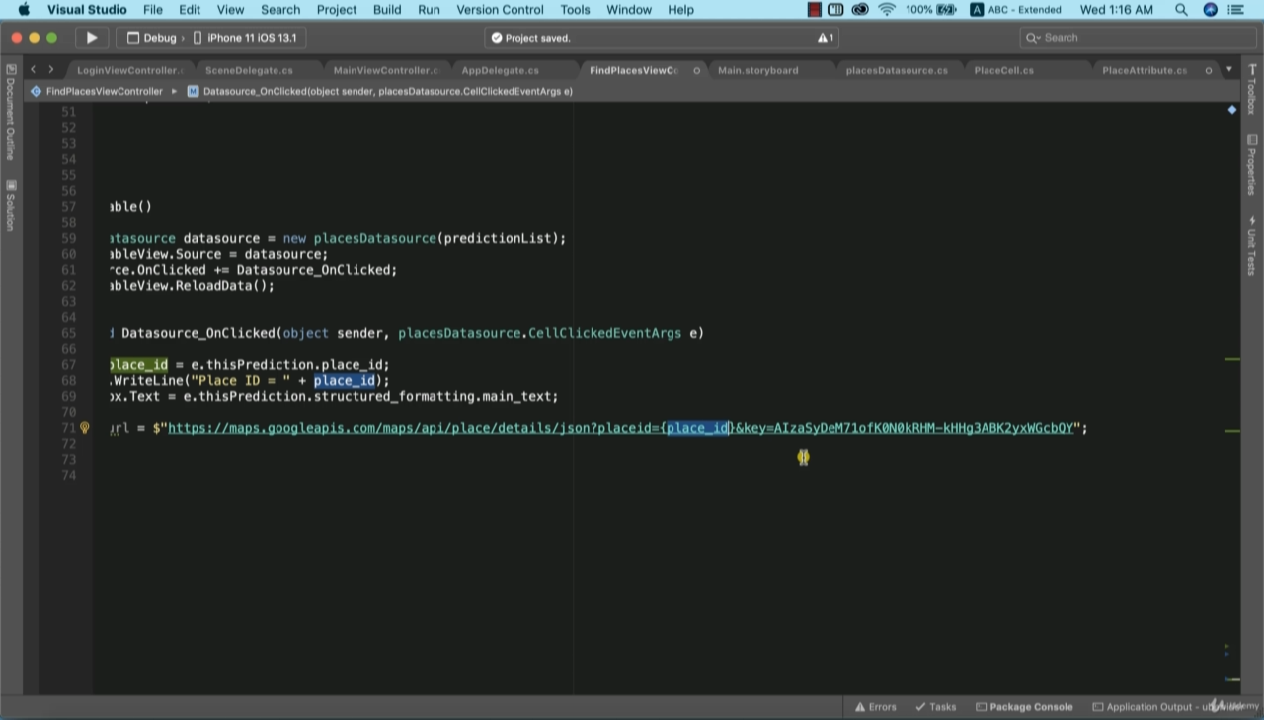 Visual Studio File Edit View Search Project Build Run Version Control Tools Window Help 100% ABC - Extended Wed 1:16 AM
Debug › iPhone 11 iOS 13.1 Project saved. 1 Search
LoginViewController. SceneDelegate.cs MainViewController.c AppDelegate.cs FindPlacesViewCo Main.storyboard placesDatasource.cs PlaceCell.cs PlaceAttribute.cs
FindPlacesViewController ▸ M Datasource_OnClicked(object sender, placesDatasource.CellClickedEventArgs e)
Document Outline
Solution
Toolbox
Properties
Unit Tests
51
52
53
54
55
56
57 able()
58
59 atasource datasource = new placesDatasource(predictionList);
60 ableView.Source = datasource;
61 rce.OnClicked += Datasource_OnClicked;
62 ableView.ReloadData();
63
64
65 d Datasource_OnClicked(object sender, placesDatasource.CellClickedEventArgs e)
66
67 place_id = e.thisPrediction.place_id;
68 .WriteLine("Place ID = " + place_id);
69 ox.Text = e.thisPrediction.structured_formatting.main_text;
70
71 url = $"https://maps.googleapis.com/maps/api/place/details/json?placeid={place_id}&key=AIzaSyDeM71ofK0N0kRHM-kHHg3ABK2yxWGcbQY";
72
73
74
Errors Tasks Package Console Application Output - Udemy